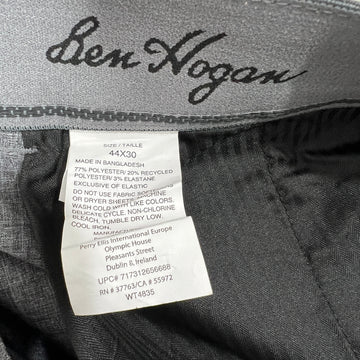 Ben Hogan
SIZE / TAILLE
44X30
MADE IN BANGLADESH
77% POLYESTER/ 20% RECYCLED
POLYESTER/ 3% ELASTANE
EXCLUSIVE OF ELASTIC
DO NOT USE FABRIC SOFTENER
OR DRYER SHEETS. MACHINE
WASH COLD WITH LIKE COLORS.
DELICATE CYCLE. NON-CHLORINE
BLEACH. TUMBLE DRY LOW.
COOL IRON.
Perry Ellis International Europe
Olympic House
Pleasants Street
Dublin 8, Ireland
UPC# 717312656688
RN # 37763/CA # 55972
WT4835